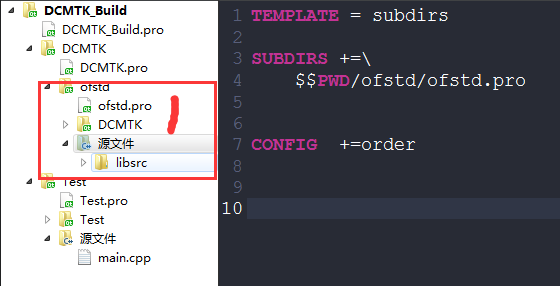 DCMTK_Build
DCMTK_Build.pro
DCMTK
DCMTK.pro
ofstd
ofstd.pro
DCMTK
源文件
libsrc
Test
Test.pro
Test
源文件
main.cpp
1 TEMPLATE = subdirs
2
3 SUBDIRS +=\
4 $$PWD/ofstd/ofstd.pro
5
6
7 CONFIG +=order
8
9
10